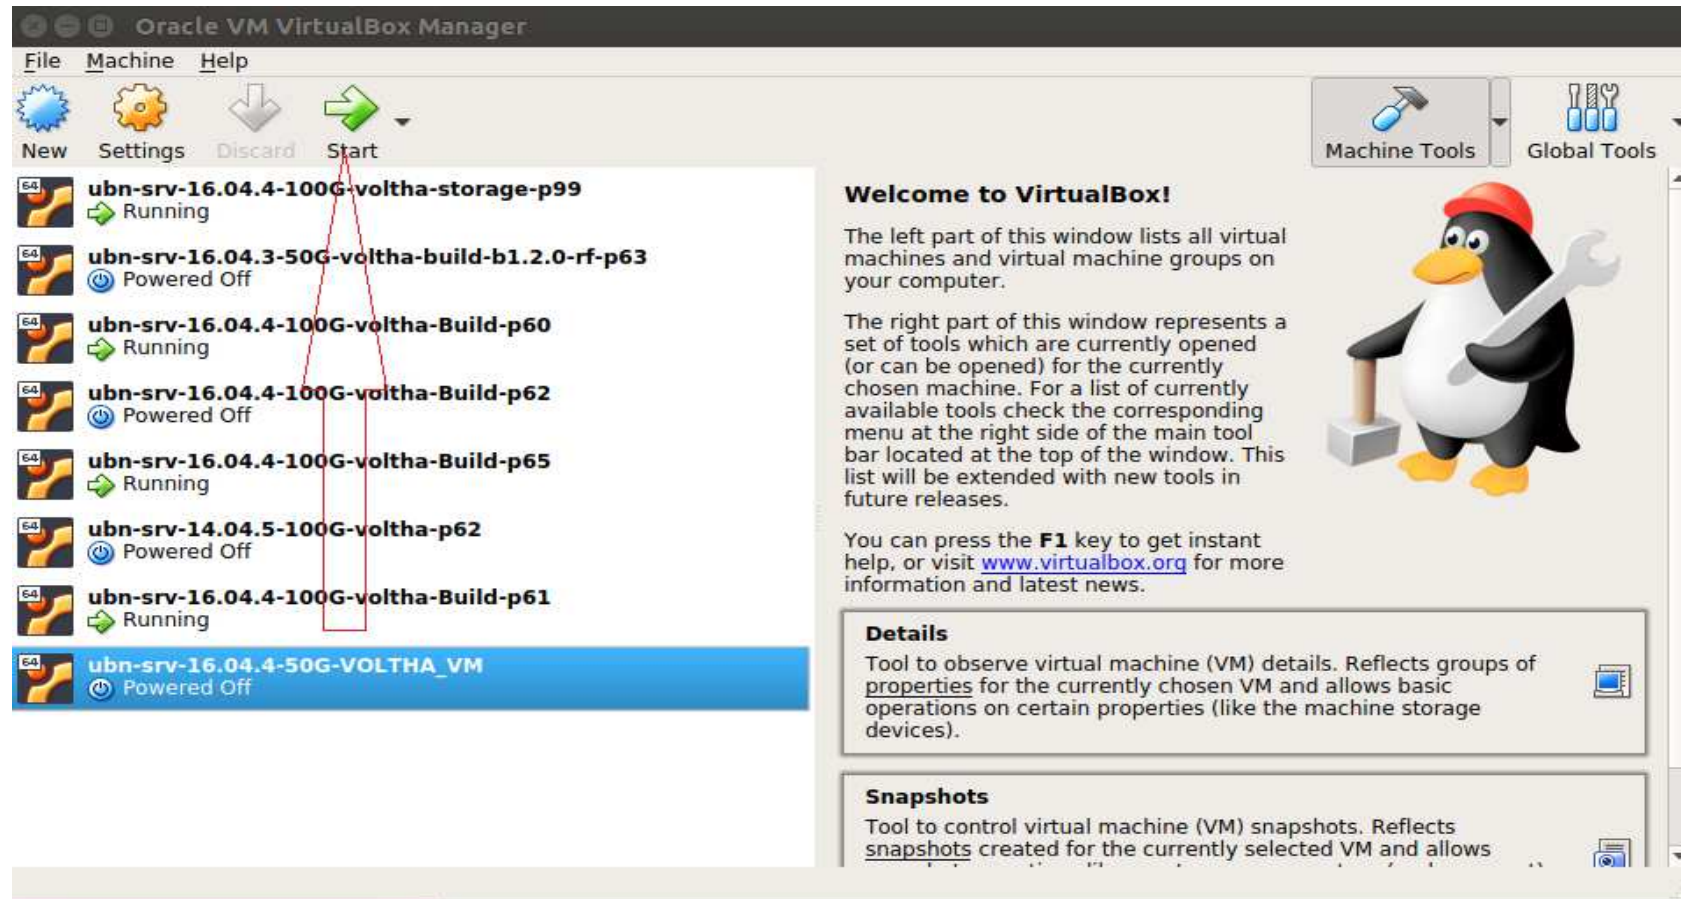 Oracle VM VirtualBox Manager
File Machine Help
New Settings Discard Start Machine Tools Global Tools
64 ubn-srv-16.04.4-100G-voltha-storage-p99
Running
64 ubn-srv-16.04.3-50G-voltha-build-b1.2.0-rf-p63
Powered Off
64 ubn-srv-16.04.4-100G-voltha-Build-p60
Running
64 ubn-srv-16.04.4-100G-voltha-Build-p62
Powered Off
64 ubn-srv-16.04.4-100G-voltha-Build-p65
Running
64 ubn-srv-14.04.5-100G-voltha-p62
Powered Off
64 ubn-srv-16.04.4-100G-voltha-Build-p61
Running
64 ubn-srv-16.04.4-50G-VOLTHA_VM
Powered Off
Welcome to VirtualBox!
The left part of this window lists all virtual
machines and virtual machine groups on
your computer.
The right part of this window represents a
set of tools which are currently opened
(or can be opened) for the currently
chosen machine. For a list of currently
available tools check the corresponding
menu at the right side of the main tool
bar located at the top of the window. This
list will be extended with new tools in
future releases.
You can press the F1 key to get instant
help, or visit www.virtualbox.org for more
information and latest news.
Details
Tool to observe virtual machine (VM) details. Reflects groups of
properties for the currently chosen VM and allows basic
operations on certain properties (like the machine storage
devices).
Snapshots
Tool to control virtual machine (VM) snapshots. Reflects
snapshots created for the currently selected VM and allows